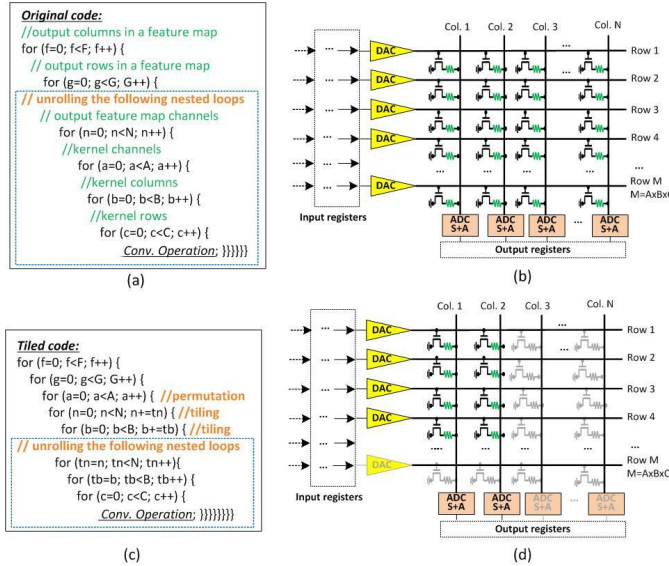 Original code:
//output columns in a feature map
for (f=0; f<F; f++) {
// output rows in a feature map
for (g=0; g<G; G++) {
// unrolling the following nested loops
// output feature map channels
for (n=0; n<N; n++) {
//kernel channels
for (a=0; a<A; a++) {
//kernel columns
for (b=0; b<B; b++) {
//kernel rows
for (c=0; c<C; c++) {
Conv. Operation; }}}}}}
(a)
Col. 1 Col. 2 Col. 3 Col. N
... DAC ... Row 1
... DAC ... Row 2
... DAC Row 3
... DAC Row 4
... ...
... DAC ... Row M
M=AxBxC
Input registers
ADC S+A ADC S+A ADC S+A ... ADC S+A
Output registers
(b)
Tiled code:
for (f=0; f<F; f++) {
for (g=0; g<G; G++) {
for (a=0; a<A; a++) { //permutation
for (n=0; n<N; n+=tn) { //tiling
for (b=0; b<B; b+=tb) { //tiling
// unrolling the following nested loops
for (tn=n; tn<N; tn++){
for (tb=b; tb<B; tb++) {
for (c=0; c<C; c++) {
Conv. Operation; }}}}}}}}
(c)
Col. 1 Col. 2 Col. 3 Col. N
... DAC ... Row 1
... DAC ... Row 2
... DAC Row 3
... DAC Row 4
... .... ...
... DAC ... Row M
M=AxBxC
Input registers
ADC S+A ADC S+A ADC S+A ... ADC S+A
Output registers
(d)